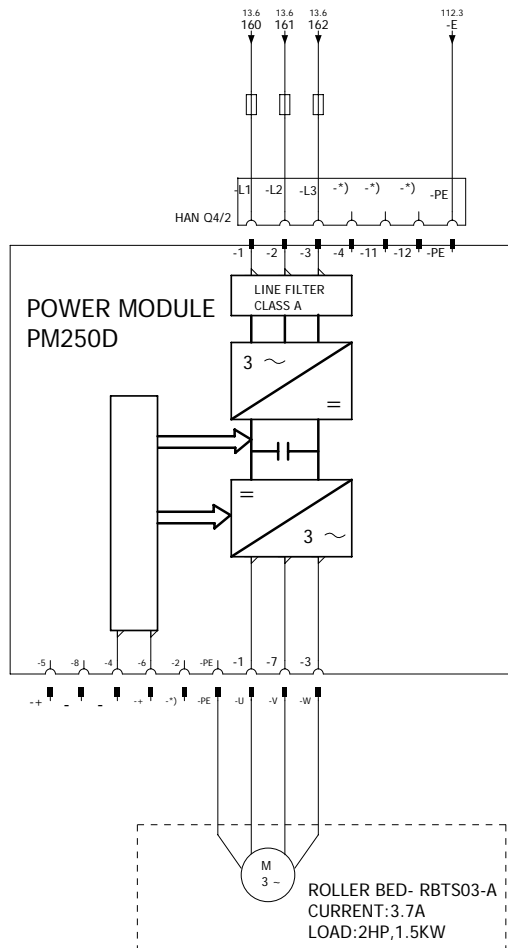 13.6 13.6 13.6 112.3
160 161 162 -E
-L1 -L2 -L3 -*) -*) -*) -PE
HAN Q4/2
-1 -2 -3 -4 -11 -12 -PE
LINE FILTER
CLASS A
POWER MODULE
PM250D
3 ~
=
=
3 ~
-5 -8 -4 -6 -2 -PE -1 -7 -3
-+ - - -+ -*) -PE -U -V -W
M
3 ~
ROLLER BED- RBTS03-A
CURRENT:3.7A
LOAD:2HP,1.5KW